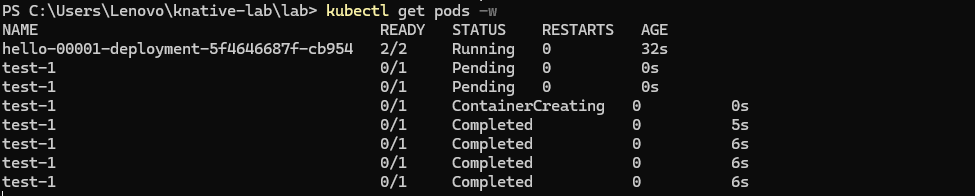 PS C:\Users\Lenovo\knative-lab\lab> kubectl get pods -w
NAME READY STATUS RESTARTS AGE
hello-00001-deployment-5f4646687f-cb954 2/2 Running 0 32s
test-1 0/1 Pending 0 0s
test-1 0/1 Pending 0 0s
test-1 0/1 ContainerCreating 0 0s
test-1 0/1 Completed 0 5s
test-1 0/1 Completed 0 6s
test-1 0/1 Completed 0 6s
test-1 0/1 Completed 0 6s